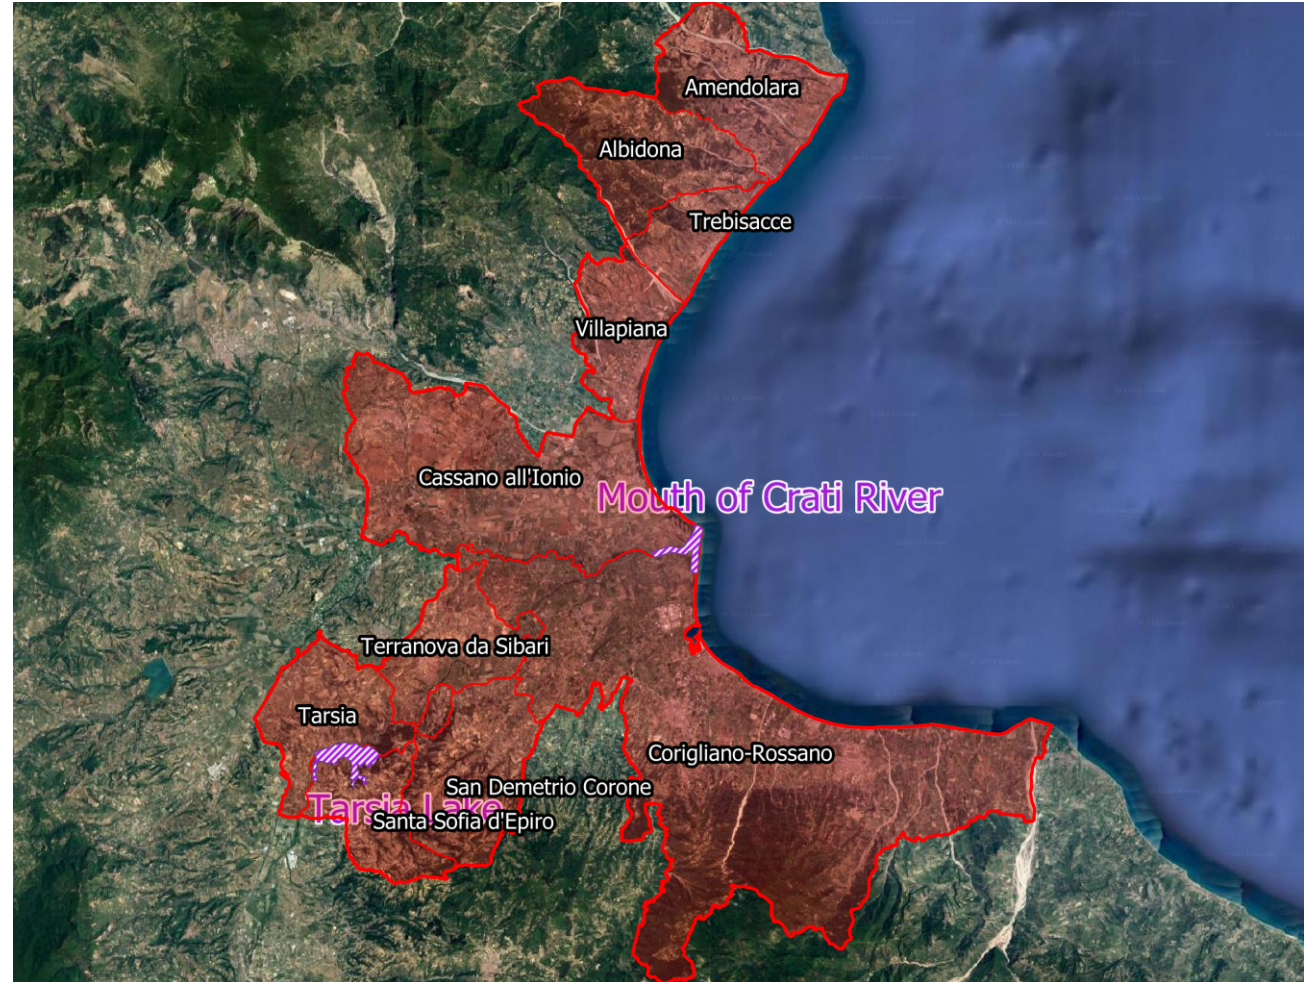 Amendolara
Albidona
Trebisacce
Villapiana
Cassano all'Ionio
Mouth of Crati River
Terranova da Sibari
Tarsia
Corigliano-Rossano
San Demetrio Corone
Tarsia Lake
Santa Sofia d'Epiro